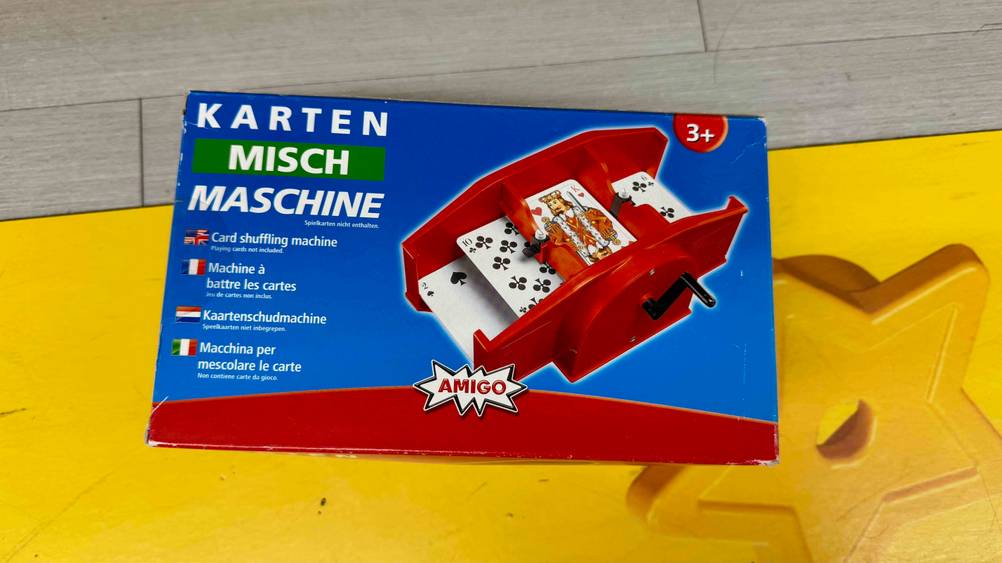 KARTEN
MISCH
MASCHINE
Spielkarten nicht enthalten.
Card shuffling machine
Playing cards not included.
Machine à
battre les cartes
Jeu de cartes non inclus.
Kaartenschudmachine
Speelkaarten niet inbegrepen.
Macchina per
mescolare le carte
Non contiene carte da gioco.
3+
K
10
2
AMIGO